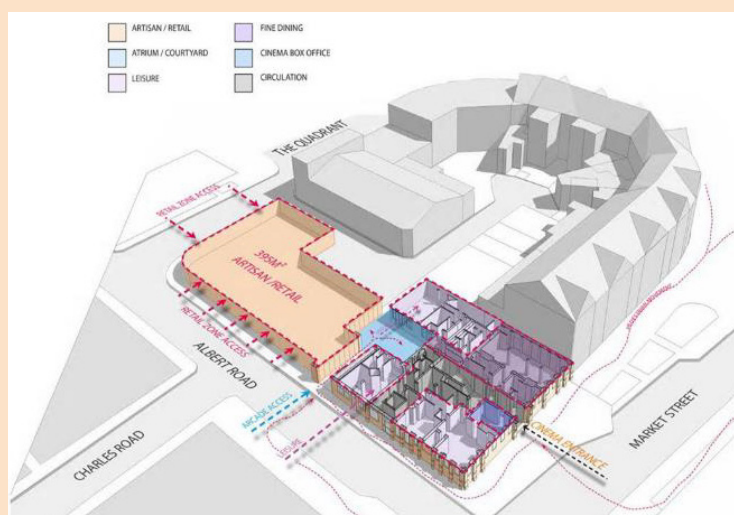 ARTISAN / RETAIL
ATRIUM / COURTYARD
LEISURE
FINE DINING
CINEMA BOX OFFICE
CIRCULATION
THE QUADRANT
RETAIL ZONE ACCESS
395M²
ARTISAN / RETAIL
RETAIL ZONE ACCESS
ALBERT ROAD
CHARLES ROAD
ARCADE ACCESS
LEISURE
CINEMA ENTRANCE
MARKET STREET